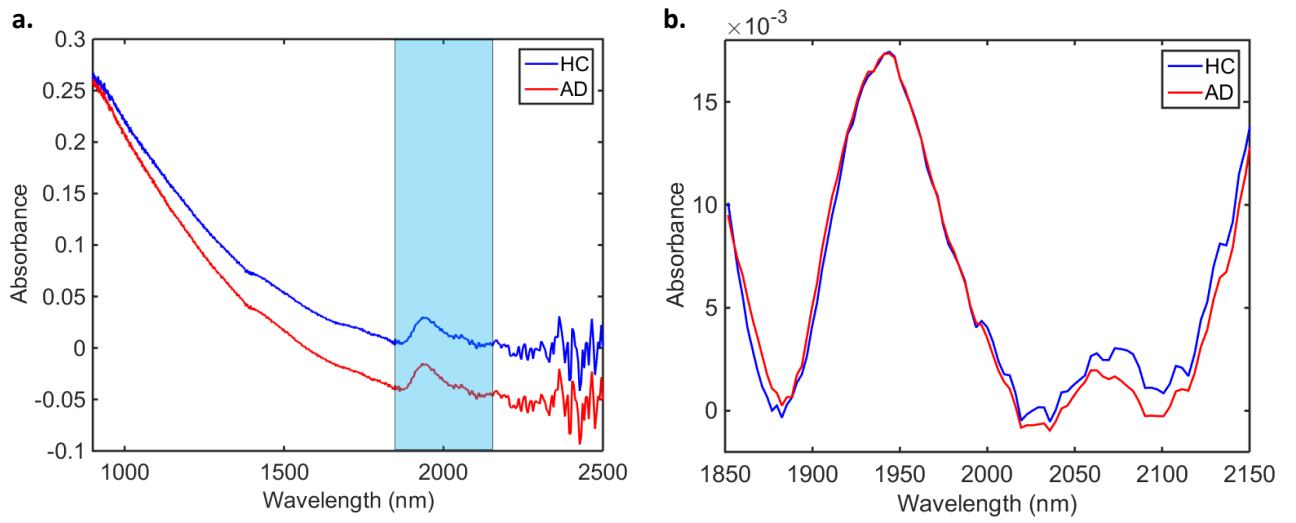 a.
0.3
0.25
0.2
0.15
0.1
0.05
0
-0.05
-0.1
Absorbance
HC
AD
1000
1500
2000
2500
Wavelength (nm)
b.
×10-3
15
10
5
0
Absorbance
HC
AD
1850
1900
1950
2000
2050
2100
2150
Wavelength (nm)